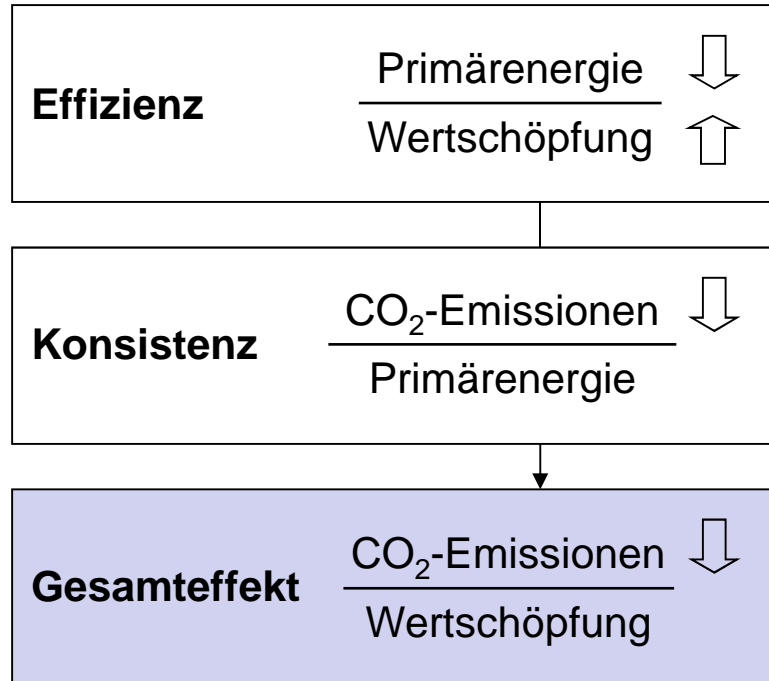 Effizienz
Primärenergie
Wertschöpfung
Konsistenz
CO₂-Emissionen
Primärenergie
Gesamteffekt
CO₂-Emissionen
Wertschöpfung